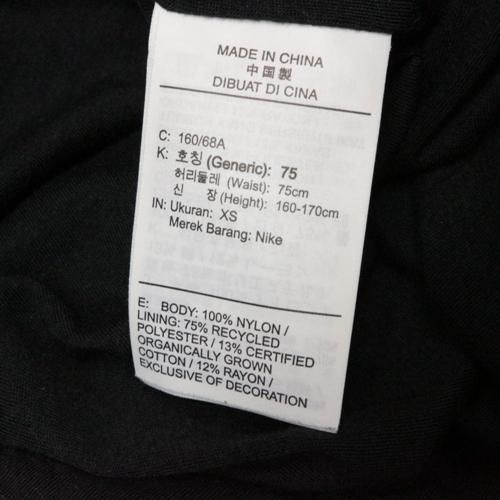 MADE IN CHINA
中国製
DIBUAT DI CINA
C: 160/68A
K: 호칭 (Generic): 75
허리둘레 (Waist): 75cm
신 장 (Height): 160-170cm
IN: Ukuran: XS
Merek Barang: Nike
E: BODY: 100% NYLON /
LINING: 75% RECYCLED
POLYESTER / 13% CERTIFIED
ORGANICALLY GROWN
COTTON / 12% RAYON /
EXCLUSIVE OF DECORATION